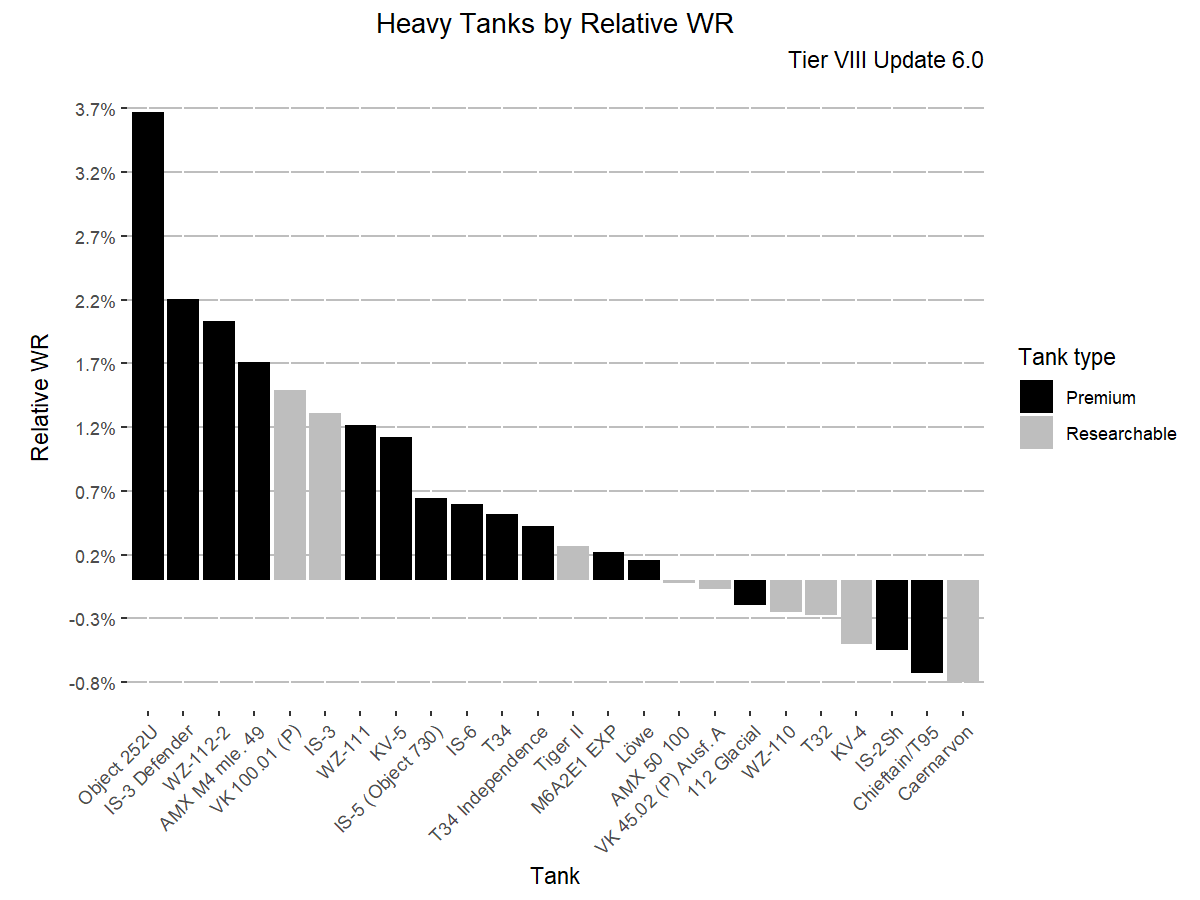 Heavy Tanks by Relative WR
Tier VIII Update 6.0
3.7%
3.2%
2.7%
2.2%
1.7%
1.2%
0.7%
0.2%
-0.3%
-0.8%
Relative WR
Object 252U
IS-3 Defender
WZ-112-2
AMX M4 mle. 49
VK 100.01 (P)
IS-3
WZ-111
KV-5
IS-5 (Object 730)
IS-6
T34
T34 Independence
Tiger II
M6A2E1 EXP
Löwe
AMX 50 100
VK 45.02 (P) Ausf. A
112 Glacial
WZ-110
T32
KV-4
IS-2Sh
Chieftain/T95
Caernarvon
Tank
Tank type
Premium
Researchable